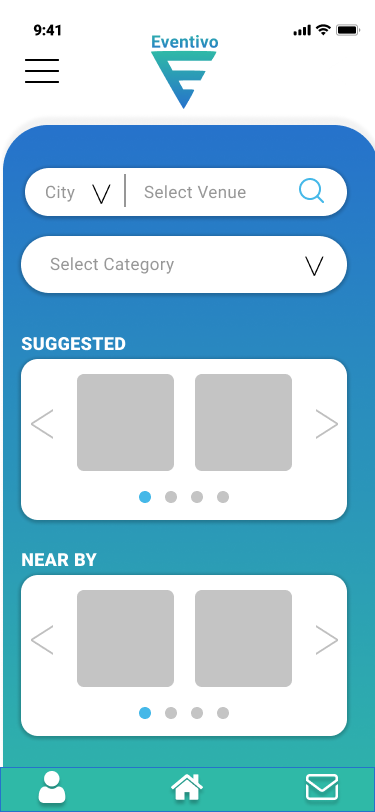 9:41
Eventivo
City Select Venue
Select Category
SUGGESTED
NEAR BY